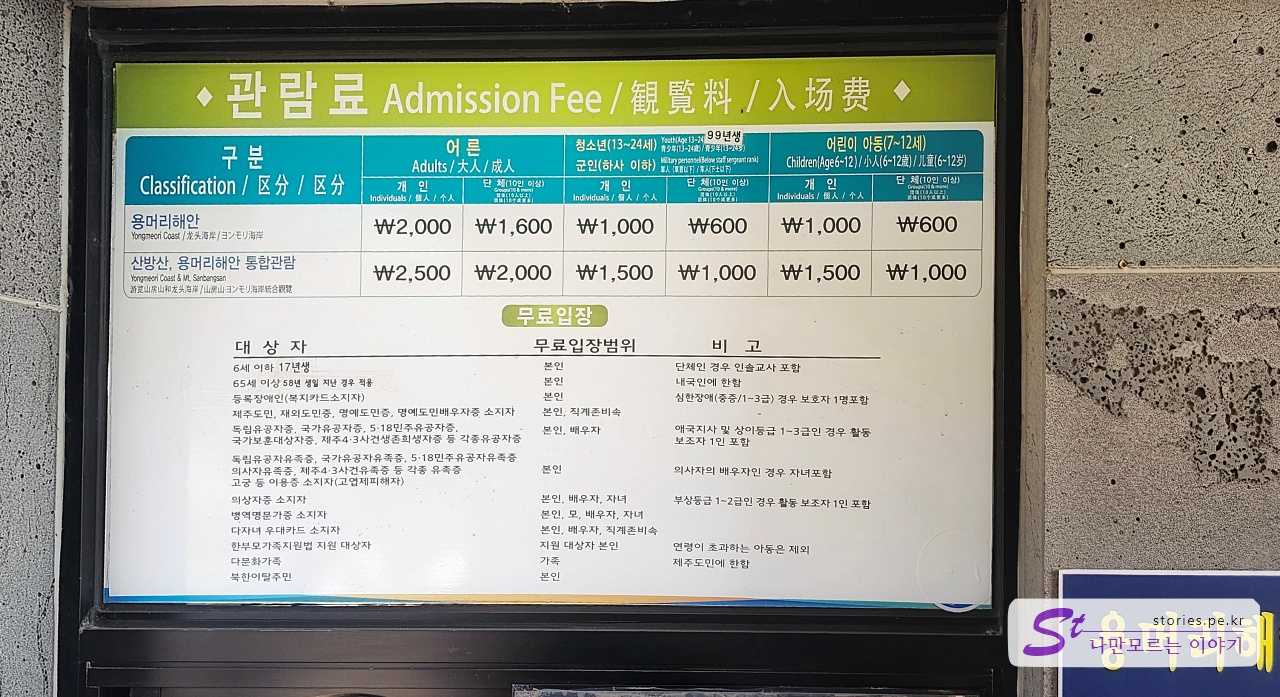 관람료 Admission Fee / 観覧料 / 入场费
구분
Classification / 区分 / 区分
어른
Adults / 大人 / 成人
청소년(13~24세)
99년생
군인(하사 이하)
Military personnel(Below staff sergeant rank)
어린이 아동(7~12세)
Children(Age6~12) / 小人(6~12歳) / 儿童(6~12岁)
개인
Individuals / 個人 / 个人
단체(10인 이상)
Groups(10 & more)
개인
Individuals / 個人 / 个人
단체(10인 이상)
Groups(10 & more)
개인
Individuals / 個人 / 个人
단체(10인 이상)
Groups(10 & more)
용머리해안
Yongmeori Coast / 龙头海岸 / ヨンモリ海岸
₩2,000 ₩1,600 ₩1,000 ₩600 ₩1,000 ₩600
산방산, 용머리해안 통합관람
Yongmeori Coast & Mt. Sanbangsan
游览山房山和龙头海岸 / 山房山·ヨンモリ海岸統合観覧
₩2,500 ₩2,000 ₩1,500 ₩1,000 ₩1,500 ₩1,000
무료입장
대상자 무료입장범위 비고
6세 이하 17년생 본인 단체인 경우 인솔교사 포함
65세 이상 58년 생일 지난 경우 적용 본인 내국인에 한함
등록장애인(복지카드소지자) 본인 심한장애(중증/1~3급) 경우 보호자 1명포함
제주도민, 재외도민증, 명예도민증, 명예도민배우자증 소지자 본인, 직계존비속
독립유공자증, 국가유공자증, 5·18민주유공자증,
국가보훈대상자증, 제주4·3사건생존희생자증 등 각종유공자증 본인, 배우자 애국지사 및 상이등급 1~3급인 경우 활동
보조자 1인 포함
독립유공자유족증, 국가유공자유족증, 5·18민주유공자유족증
의사자유족증, 제주4·3사건유족증 등 각종 유족증 본인 의사자의 배우자인 경우 자녀포함
고궁 등 이용증 소지자(고엽제피해자)
의상자증 소지자 본인, 배우자, 자녀 부상등급 1~2급인 경우 활동 보조자 1인 포함
병역명문가증 소지자 본인, 모, 배우자, 자녀
다자녀 우대카드 소지자 본인, 배우자, 직계존비속
한부모가족지원법 지원 대상자 지원 대상자 본인 연령이 초과하는 아동은 제외
다문화가족 가족 제주도민에 한함
북한이탈주민 본인
St stories.pe.kr
나만모르는 이야기
용머리해